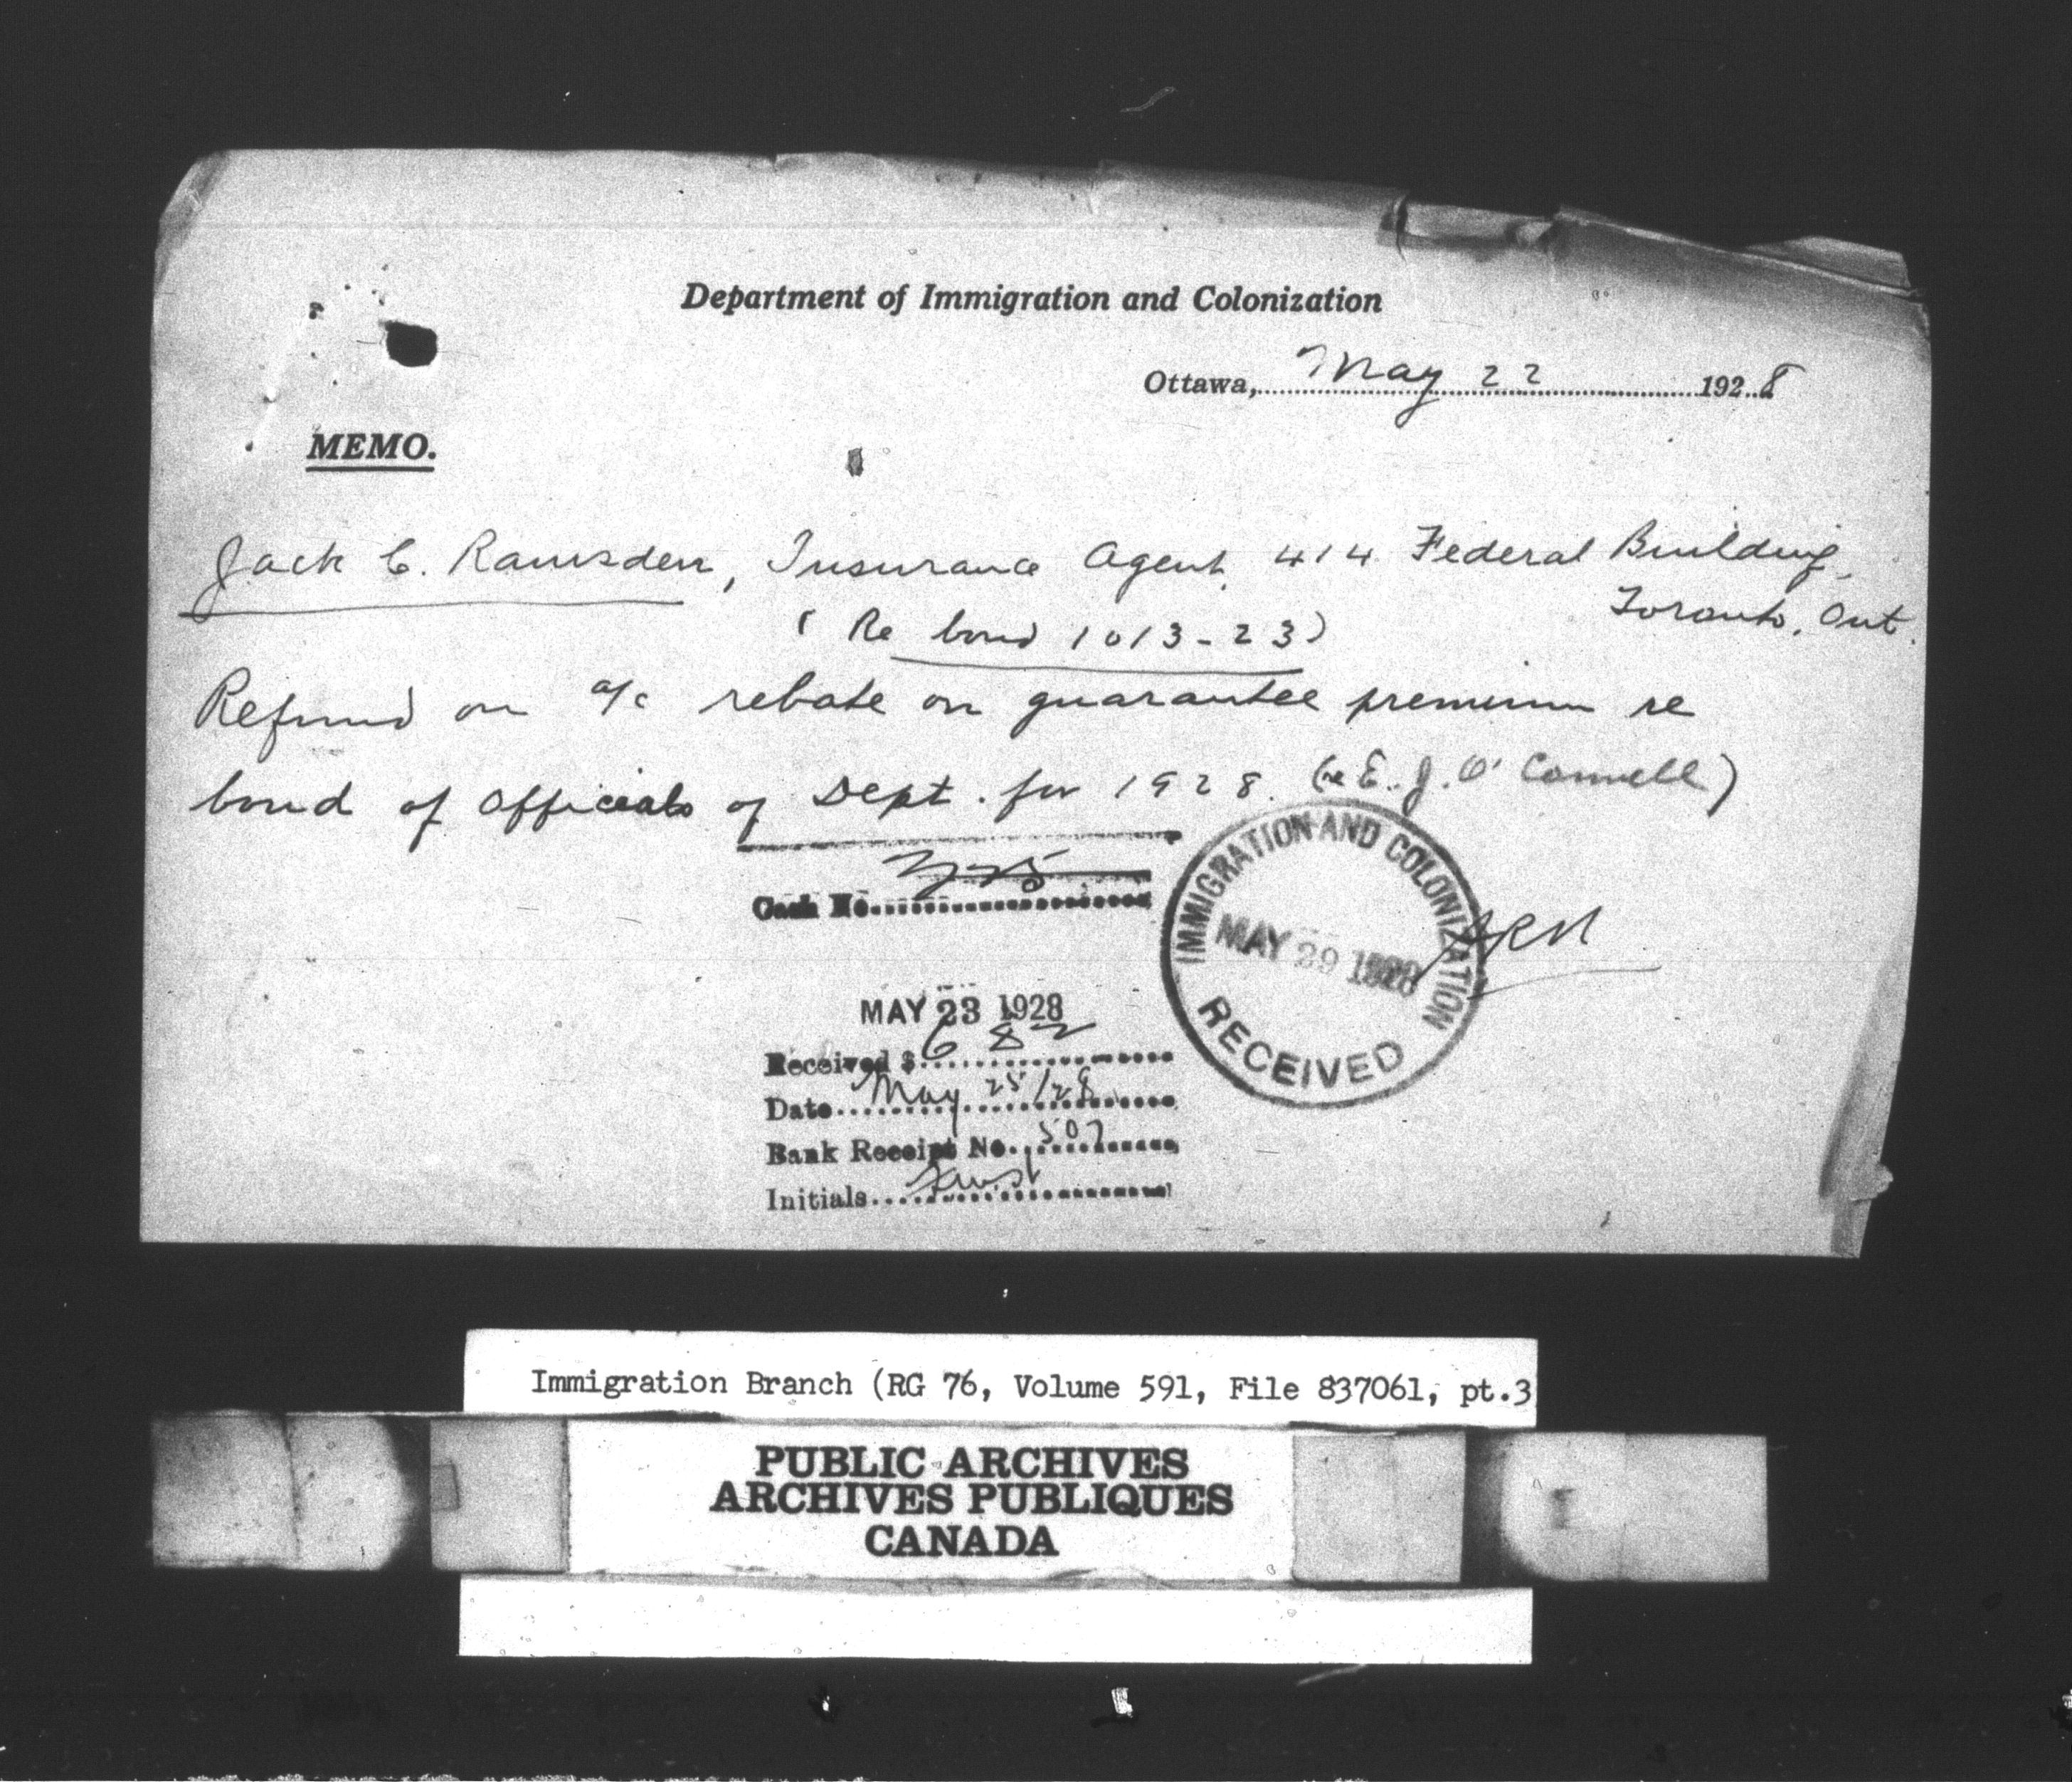 Department of Immigration and Colonization
Ottawa, May 22 1928
MEMO.
Jack C. Ramsden, Insurance Agent, 414 Federal Building,
Toronto, Ont.
(Re bond 1013-23)
Refund on a/c rebate on guarantee premium re
bond of Officials of Dept. for 1928. (re E. J. O'Connell)
Cash No.
IMMIGRATION AND COLONIZATION
MAY 29 1928
RECEIVED
MAY 23 1928
Received $ 6 82
Date May 25/28
Bank Receipt No. 507
Initials
Immigration Branch (RG 76, Volume 591, File 837061, pt.3
PUBLIC ARCHIVES
ARCHIVES PUBLIQUES
CANADA